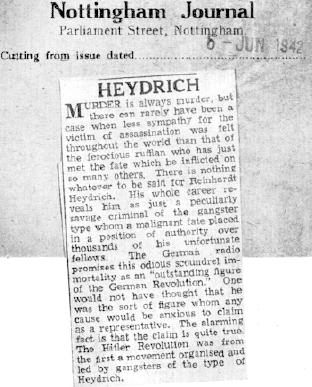 Nottingham Journal
Parliament Street, Nottingham
6 - JUN 1942
Cutting from issue dated
HEYDRICH
MURDER is always murder, but
there can rarely have been a
case when less sympathy for the
victim of assassination was felt
throughout the world than that of
the ferocious ruffian who has just
met the fate which he inflicted on
so many others. There is nothing
whatever to be said for Reinhardt
Heydrich. His whole career re-
veals him as just a peculiarly
savage criminal of the gangster
type whom a malignant fate placed
in a position of authority over
thousands of his unfortunate
fellows. The German radio
promises this odious scoundrel im-
mortality as an "outstanding figure
of the German Revolution." One
would not have thought that he
was the sort of figure whom any
cause would be anxious to claim
as a representative. The alarming
fact is that the claim is quite true.
The Hitler Revolution was from
the first a movement organised and
led by gangsters of the type of
Heydrich.